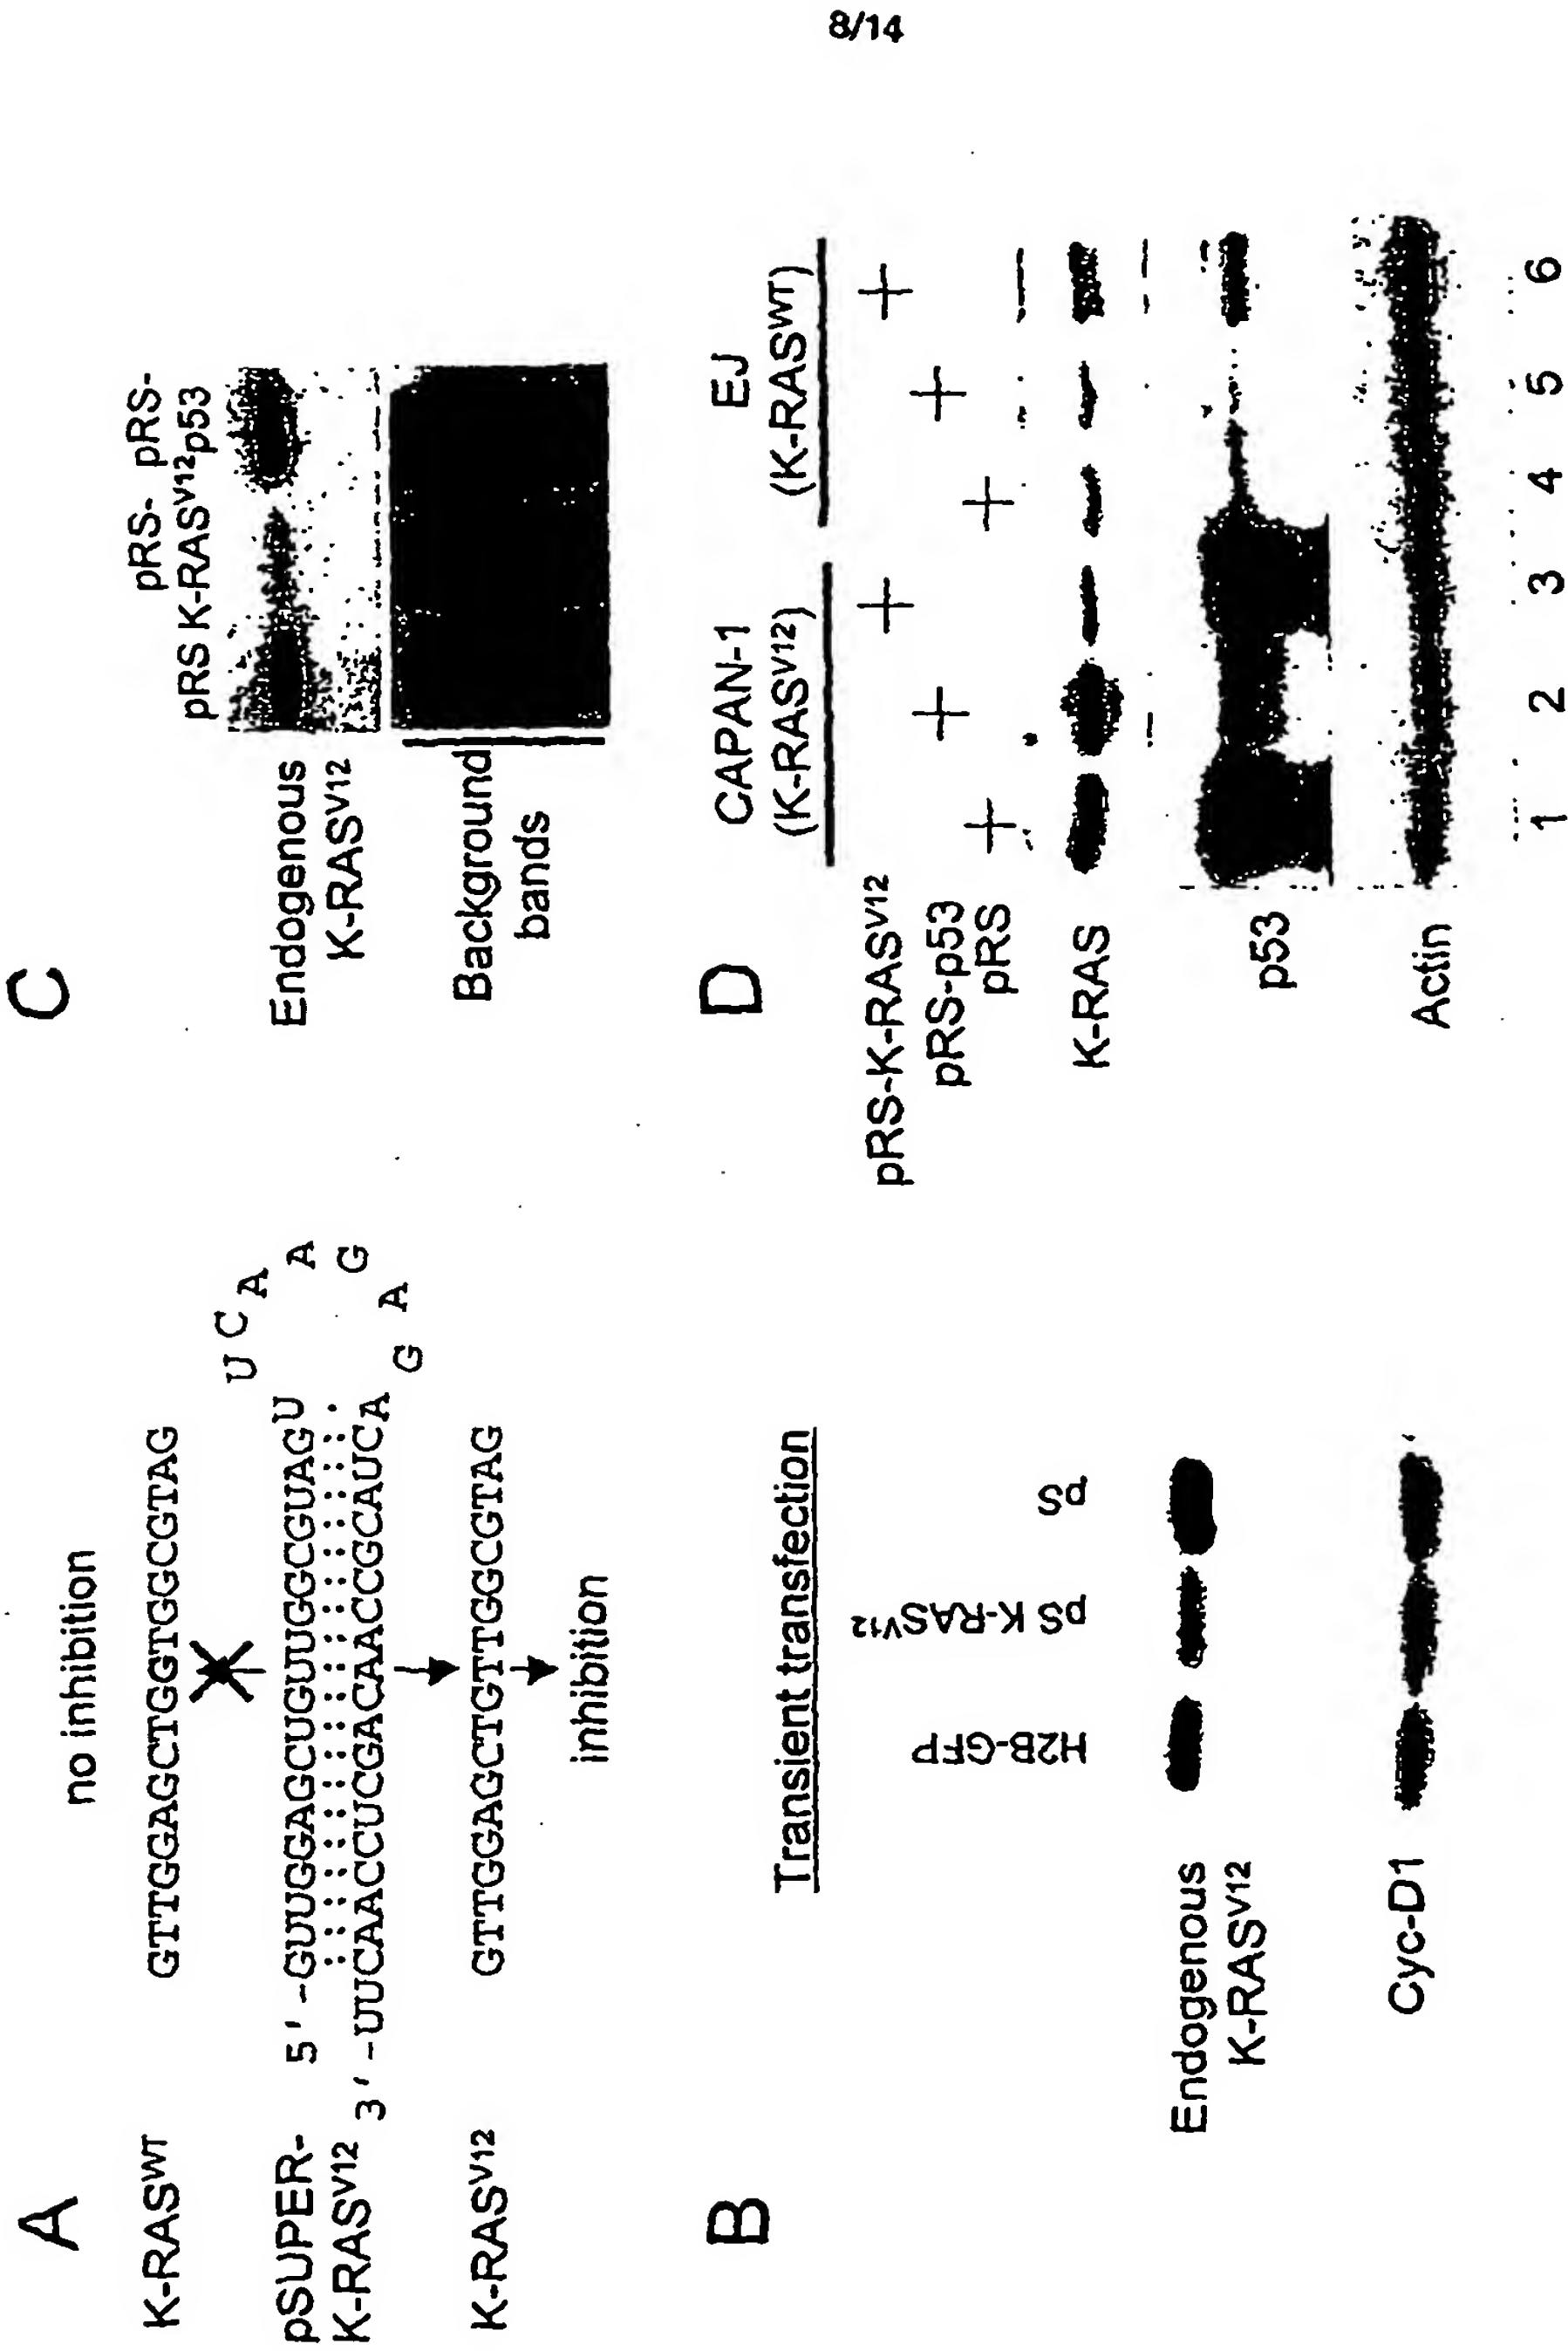 8/14
A
no inhibition
K-RASWT GTTGGAGCTGGTGGCGTAG
pSUPER-
K-RASV12
5'-GUUGGAGCUGUUGGCGUAGU
3'-UUCAACCUCGACAACCGCAUCA
U C A A G A G
K-RASV12 GTTGGAGCTGTTGGCGTAG
inhibition
B
Transient transfection
H2B-GFP pS K-RASV12 pS
Endogenous
K-RASV12
Cyc-D1
C
pRS- pRS-
pRS K-RASV12 p53
Endogenous
K-RASV12
Background
bands
D
CAPAN-1 EJ
(K-RASV12) (K-RASWT)
pRS-K-RASV12 + +
pRS-p53 + +
pRS + +
K-RAS
p53
Actin
1 2 3 4 5 6